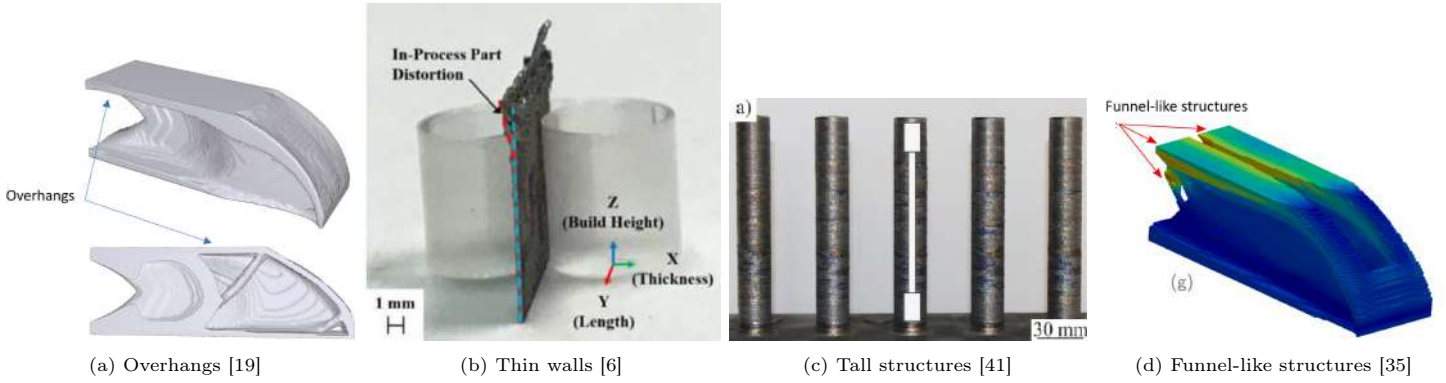 Overhangs
(a) Overhangs [19]
In-Process Part
Distortion
Z
(Build Height)
X
(Thickness)
Y
(Length)
1 mm
(b) Thin walls [6]
a)
30 mm
(c) Tall structures [41]
Funnel-like structures
(g)
(d) Funnel-like structures [35]